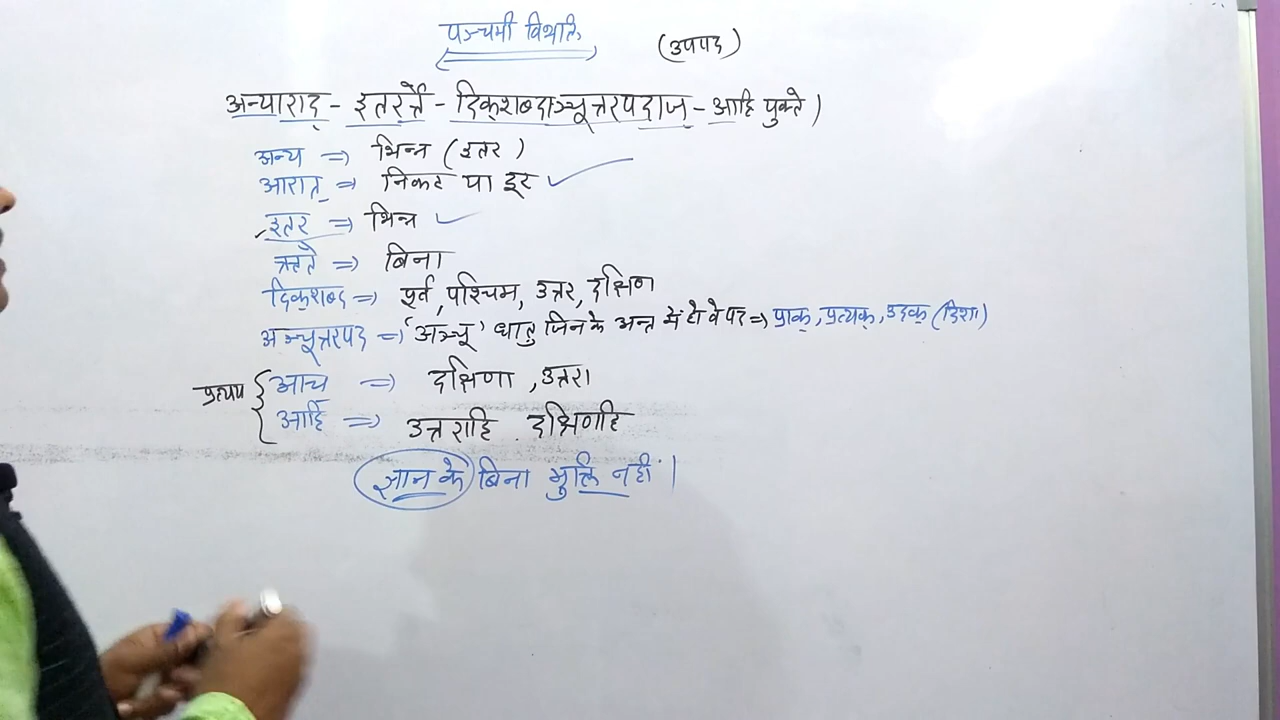 पञ्चमी विभक्ति (उपपद)
अन्याराद् - इतरर्त्ते - दिक्शब्दाञ्चूत्तरपदाज् - आहि युक्ते)
अन्य => भिन्न (इतर)
आरात् => निकट या दूर
इतर => भिन्न
ऋते => बिना
दिक्शब्द => पूर्व, पश्चिम, उत्तर, दक्षिण
अञ्चूत्तरपद => 'अञ्चू' धातु जिनके अन्त में हो वे पद => प्राक्, प्रत्यक्, उदक् (दिशा)
प्रत्यय { आच => दक्षिणा, उत्तरा
आहि => उत्तराहि दक्षिणाहि
ज्ञान के बिना मुक्ति नही।